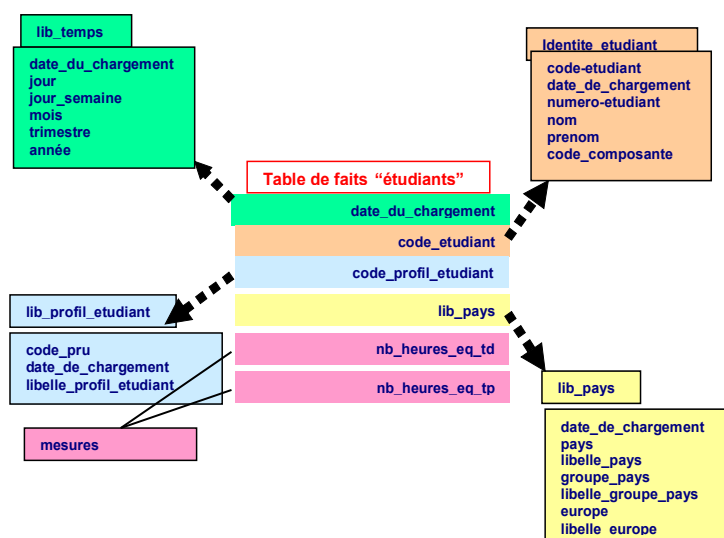 lib_temps
date_du_chargement
jour
jour_semaine
mois
trimestre
année
Identite_etudiant
code-etudiant
date_de_chargement
numero-etudiant
nom
prenom
code_composante
Table de faits “étudiants”
date_du_chargement
code_etudiant
code_profil_etudiant
lib_pays
nb_heures_eq_td
nb_heures_eq_tp
lib_profil_etudiant
code_pru
date_de_chargement
libelle_profil_etudiant
mesures
lib_pays
date_de_chargement
pays
libelle_pays
groupe_pays
libelle_groupe_pays
europe
libelle_europe